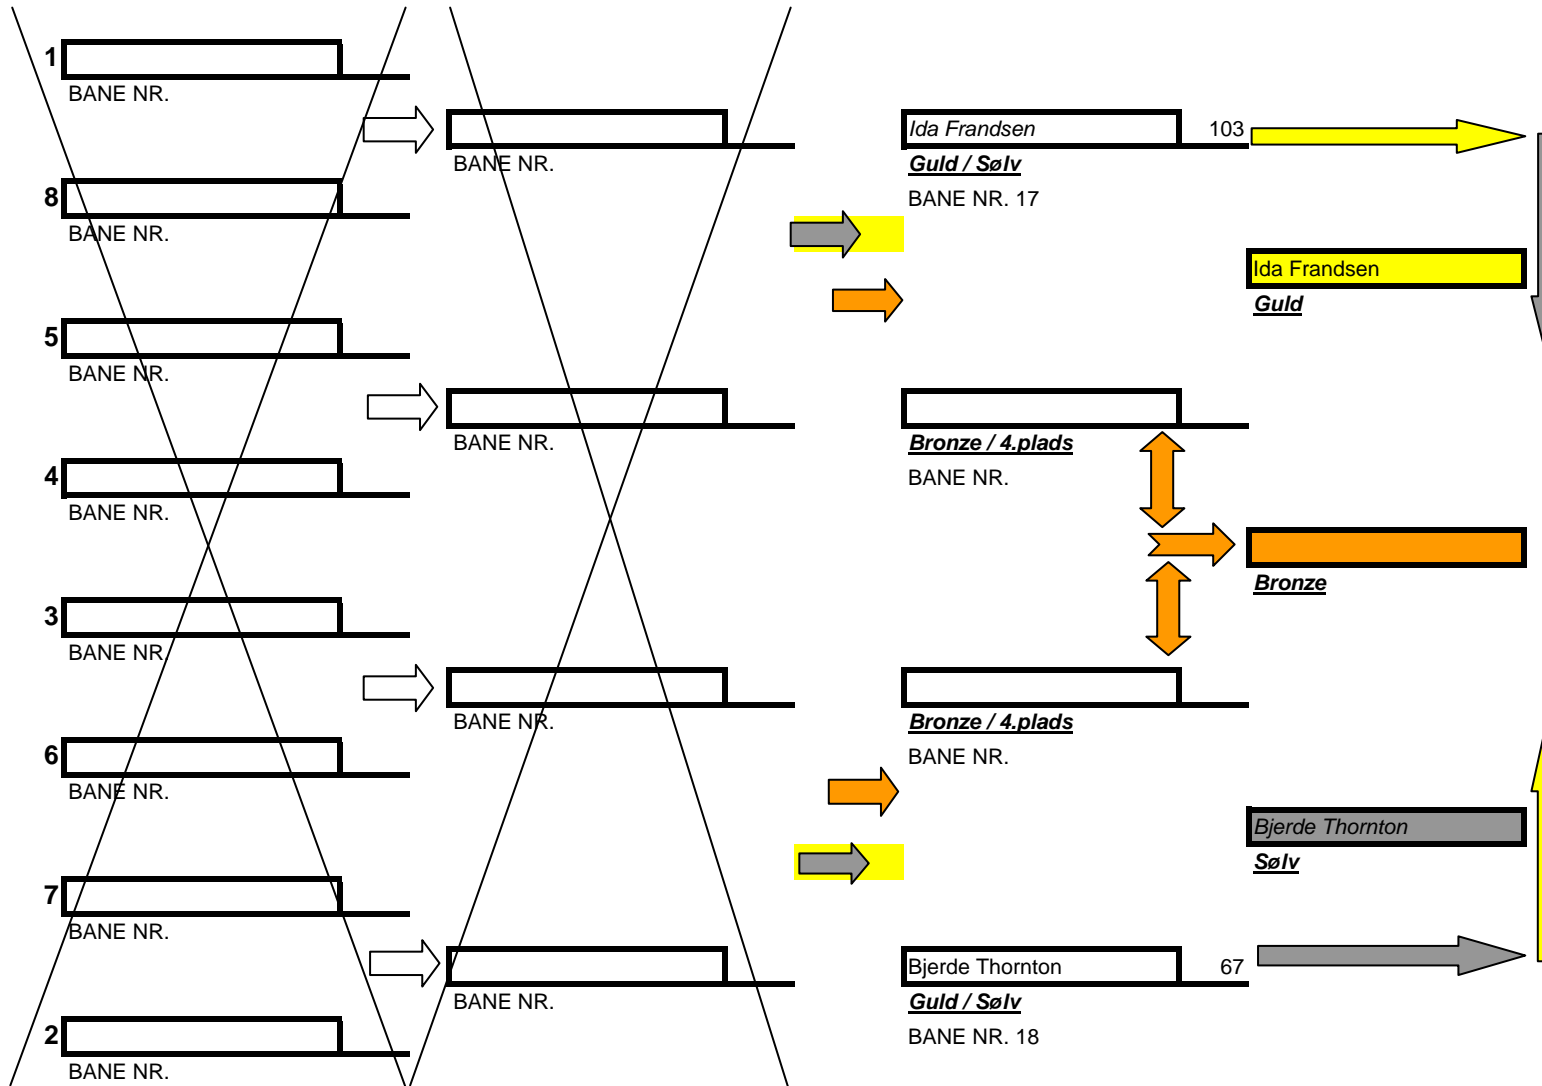 1
BANE NR.
8
BANE NR.
5
BANE NR.
4
BANE NR.
3
BANE NR.
6
BANE NR.
7
BANE NR.
2
BANE NR.
BANE NR.
BANE NR.
BANE NR.
BANE NR.
Ida Frandsen 103
Guld / Sølv
BANE NR. 17
Bronze / 4.plads
BANE NR.
Bronze / 4.plads
BANE NR.
Bjerde Thornton 67
Guld / Sølv
BANE NR. 18
Ida Frandsen
Guld
Bronze
Bjerde Thornton
Sølv